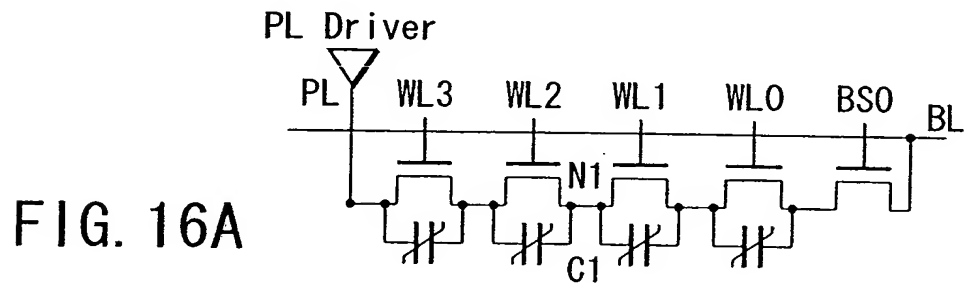 PL Driver
PL WL3 WL2 WL1 WL0 BS0 BL
N1
FIG. 16A
C1